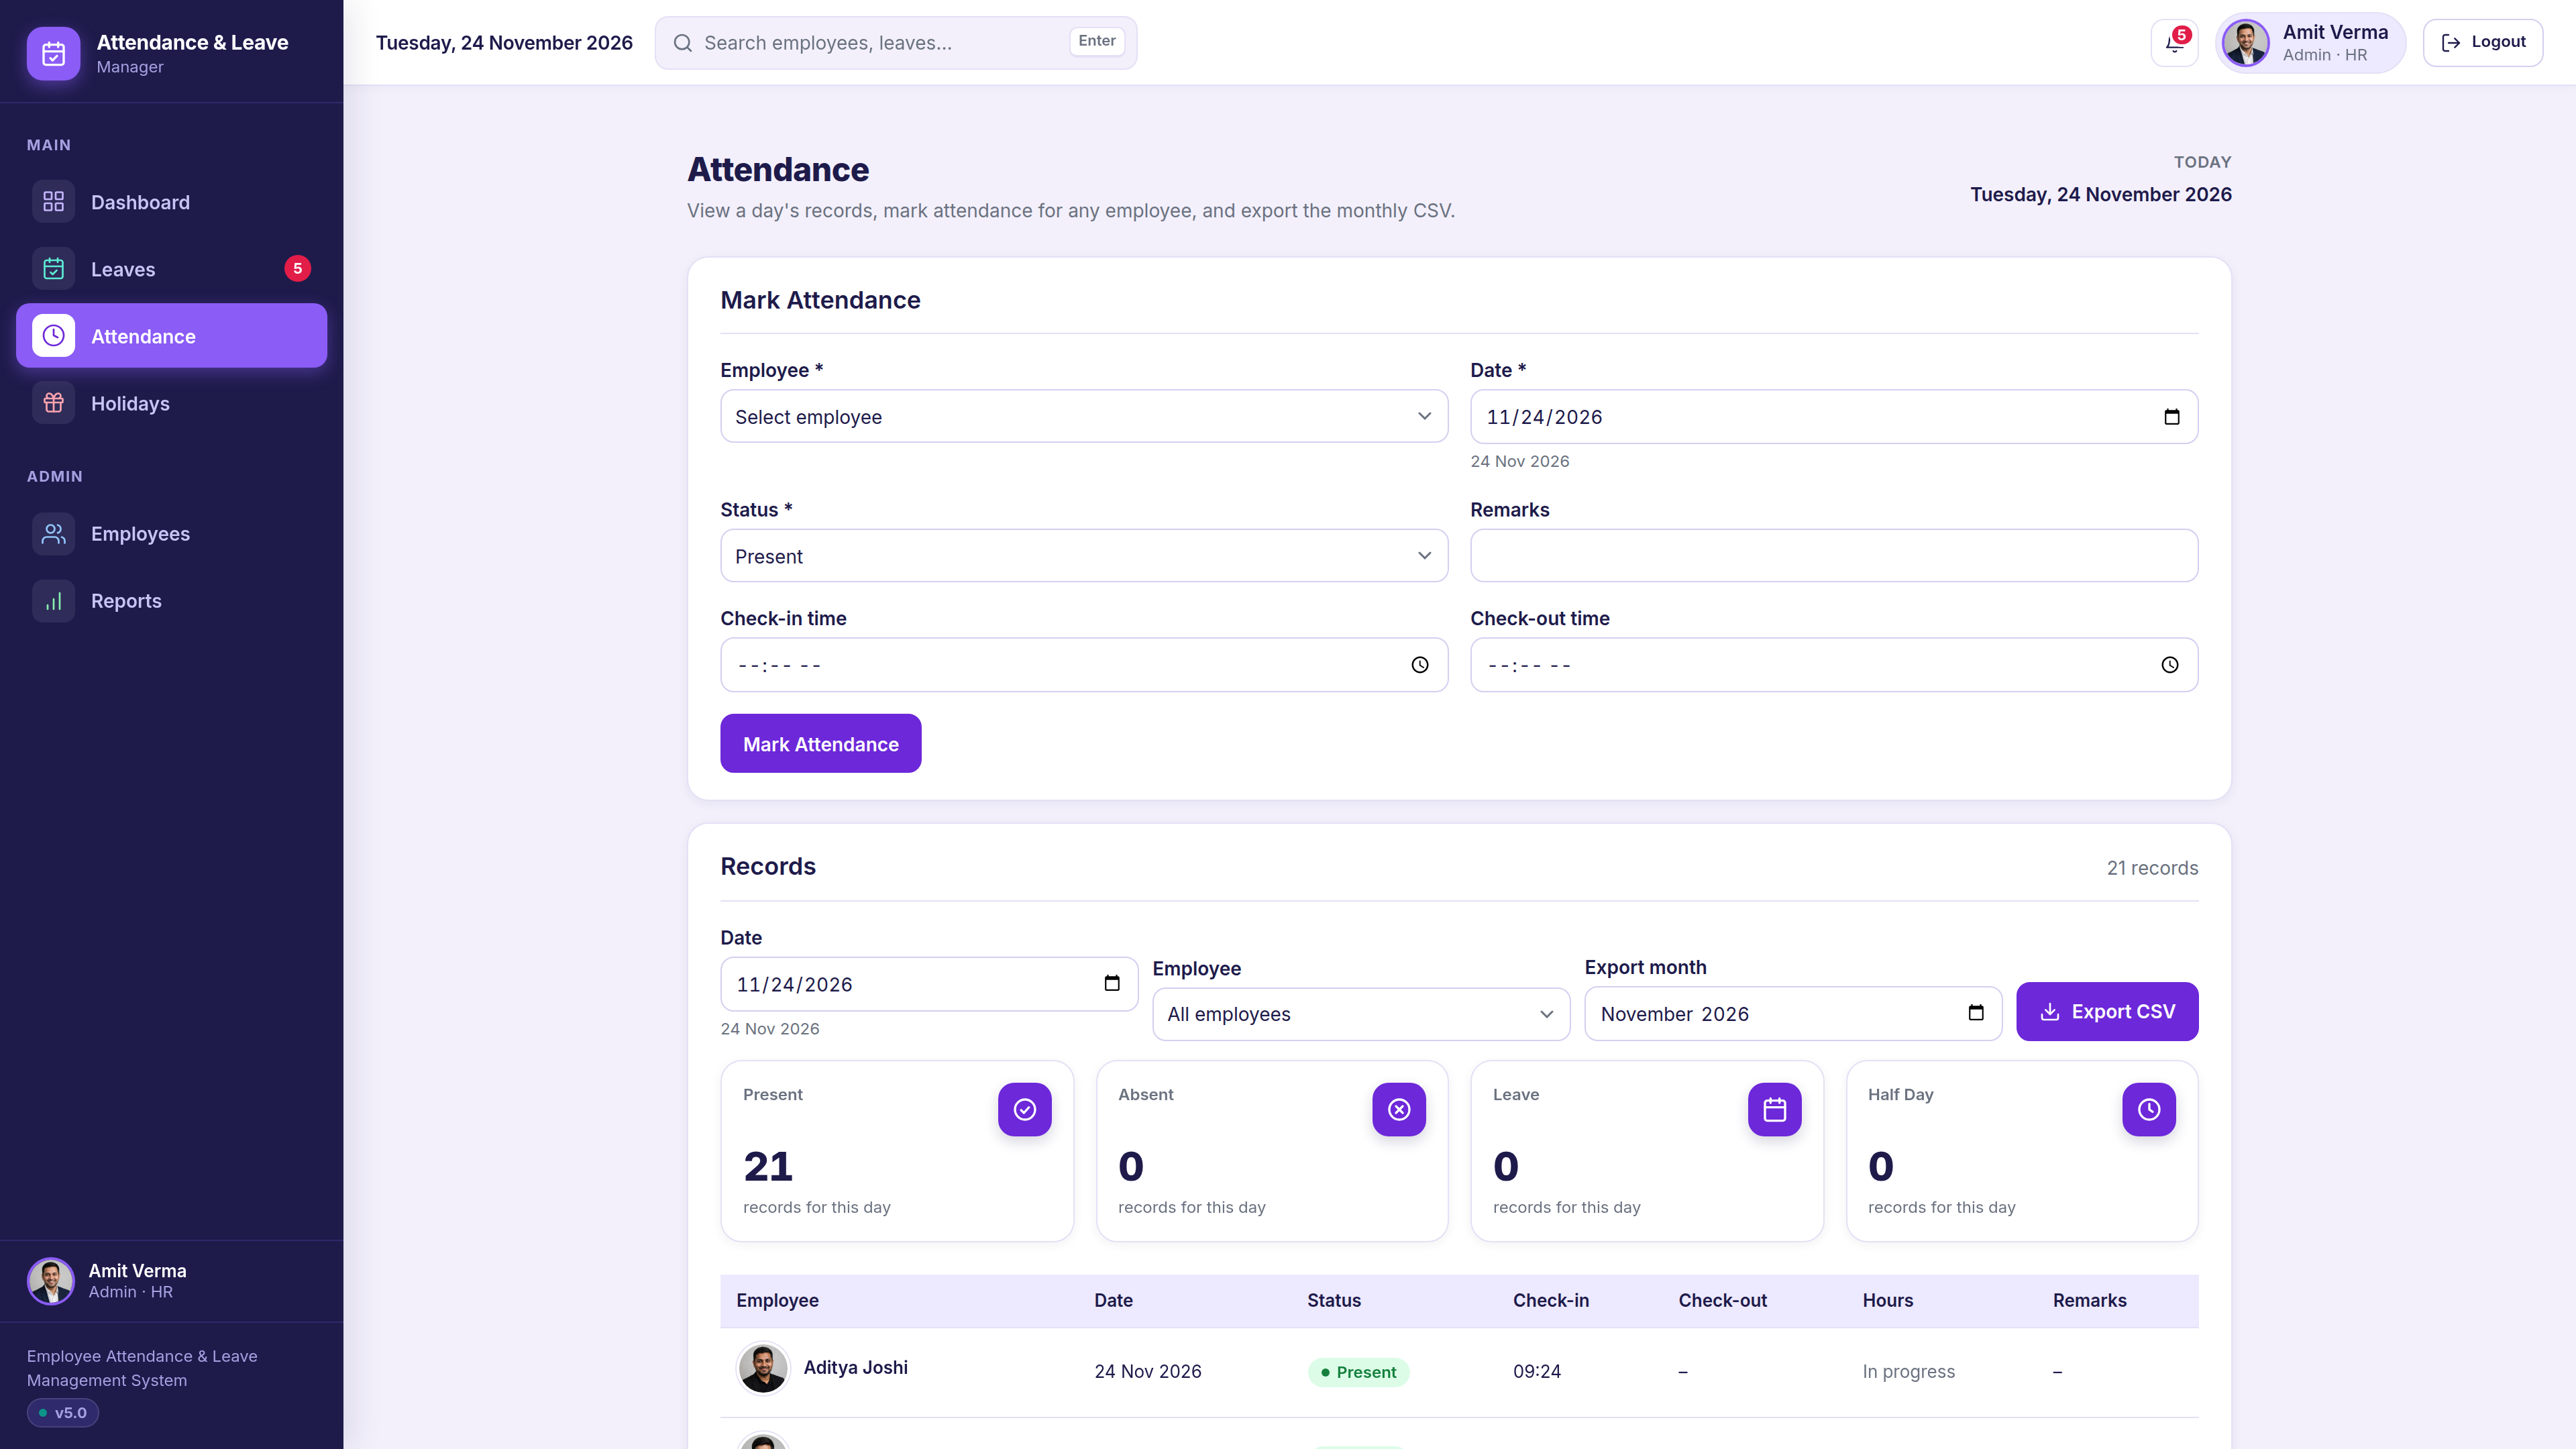 Attendance & Leave
Manager
MAIN
Dashboard
Leaves 5
Attendance
Holidays
ADMIN
Employees
Reports
Amit Verma
Admin · HR
Employee Attendance & Leave
Management System
v5.0
Tuesday, 24 November 2026
Search employees, leaves... Enter
5
Amit Verma
Admin · HR
Logout
Attendance
View a day's records, mark attendance for any employee, and export the monthly CSV.
TODAY
Tuesday, 24 November 2026
Mark Attendance
Employee * Date *
Select employee 11/24/2026
24 Nov 2026
Status * Remarks
Present
Check-in time Check-out time
--:-- -- --:-- --
Mark Attendance
Records 21 records
Date Employee Export month
11/24/2026 All employees November 2026 Export CSV
24 Nov 2026
Present Absent Leave Half Day
21 0 0 0
records for this day records for this day records for this day records for this day
Employee Date Status Check-in Check-out Hours Remarks
Aditya Joshi 24 Nov 2026 Present 09:24 – In progress –